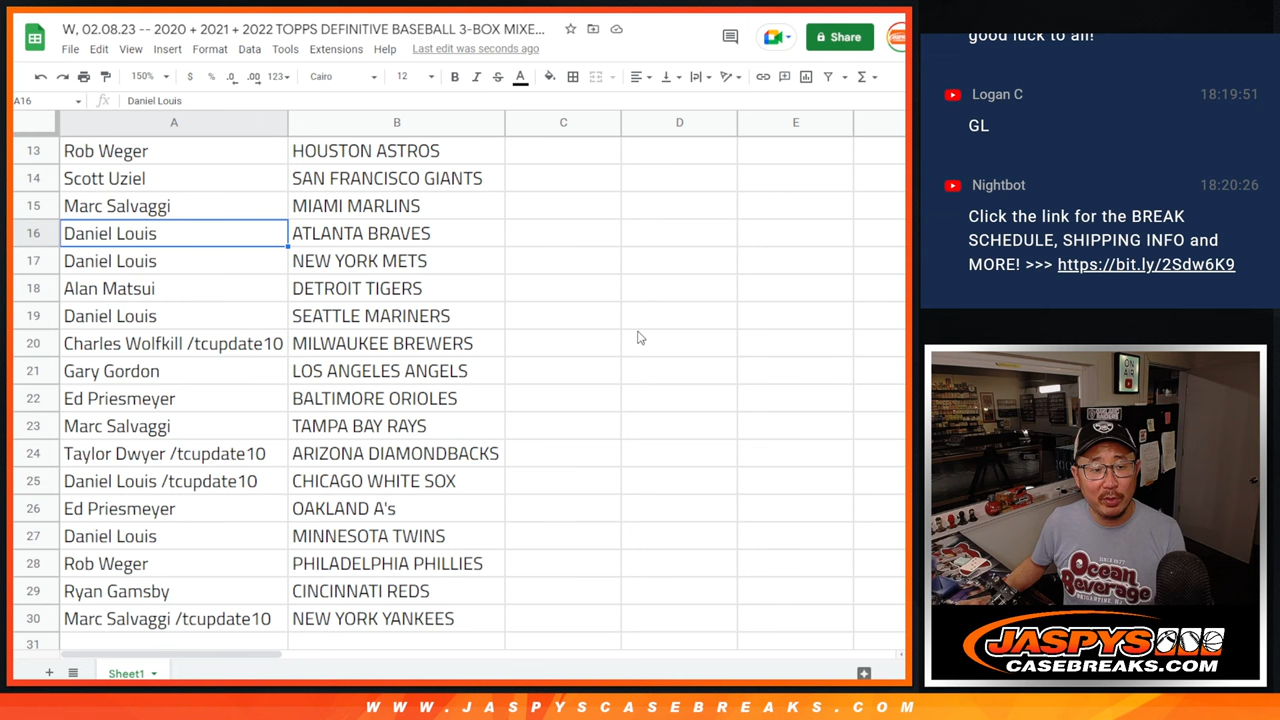 W, 02.08.23 -- 2020 + 2021 + 2022 TOPPS DEFINITIVE BASEBALL 3-BOX MIXE...
File Edit View Insert Format Data Tools Extensions Help Last edit was seconds ago
Share
150% $ % .0 .00 123 Cairo 12 B I S A
A16 fx Daniel Louis
A B C D E
13 Rob Weger HOUSTON ASTROS
14 Scott Uziel SAN FRANCISCO GIANTS
15 Marc Salvaggi MIAMI MARLINS
16 Daniel Louis ATLANTA BRAVES
17 Daniel Louis NEW YORK METS
18 Alan Matsui DETROIT TIGERS
19 Daniel Louis SEATTLE MARINERS
20 Charles Wolfkill /tcupdate10 MILWAUKEE BREWERS
21 Gary Gordon LOS ANGELES ANGELS
22 Ed Priesmeyer BALTIMORE ORIOLES
23 Marc Salvaggi TAMPA BAY RAYS
24 Taylor Dwyer /tcupdate10 ARIZONA DIAMONDBACKS
25 Daniel Louis /tcupdate10 CHICAGO WHITE SOX
26 Ed Priesmeyer OAKLAND A's
27 Daniel Louis MINNESOTA TWINS
28 Rob Weger PHILADELPHIA PHILLIES
29 Ryan Gamsby CINCINNATI REDS
30 Marc Salvaggi /tcupdate10 NEW YORK YANKEES
31
Sheet1
good luck to all!
Logan C 18:19:51
GL
Nightbot 18:20:26
Click the link for the BREAK
SCHEDULE, SHIPPING INFO and
MORE! >>> https://bit.ly/2Sdw6K9
ON
AIR
Ocean
Beverage
JASPYS
CASEBREAKS.COM
WWW.JASPYSCASEBREAKS.COM